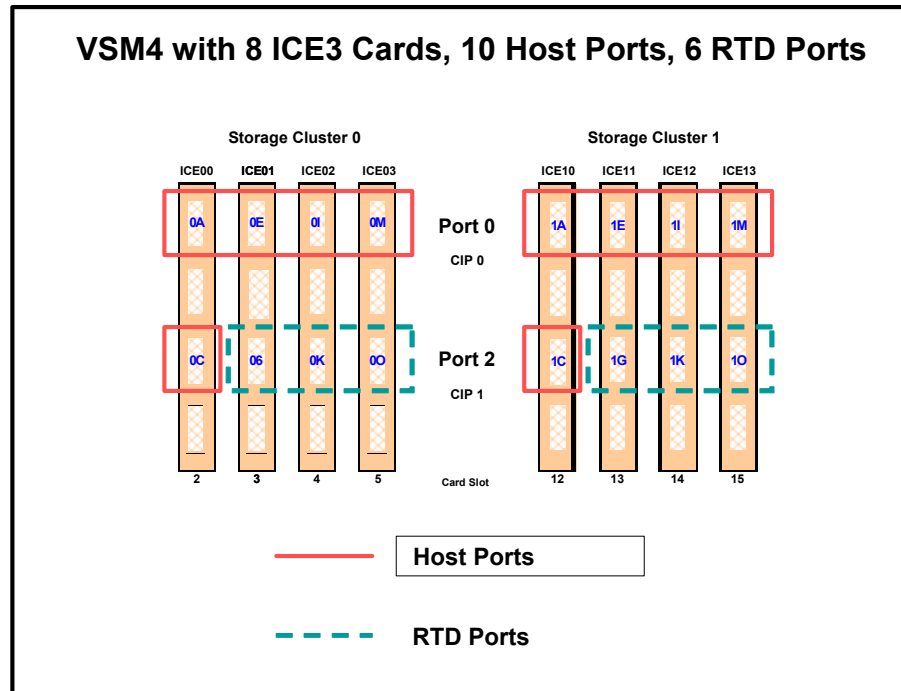 VSM4 with 8 ICE3 Cards, 10 Host Ports, 6 RTD Ports
Storage Cluster 0
Storage Cluster 1
ICE00 ICE01 ICE02 ICE03
ICE10 ICE11 ICE12 ICE13
0A 0E 0I 0M
Port 0
1A 1E 1I 1M
CIP 0
0C 06 0K 0O
Port 2
1C 1G 1K 1O
CIP 1
2 3 4 5
Card Slot
12 13 14 15
Host Ports
RTD Ports